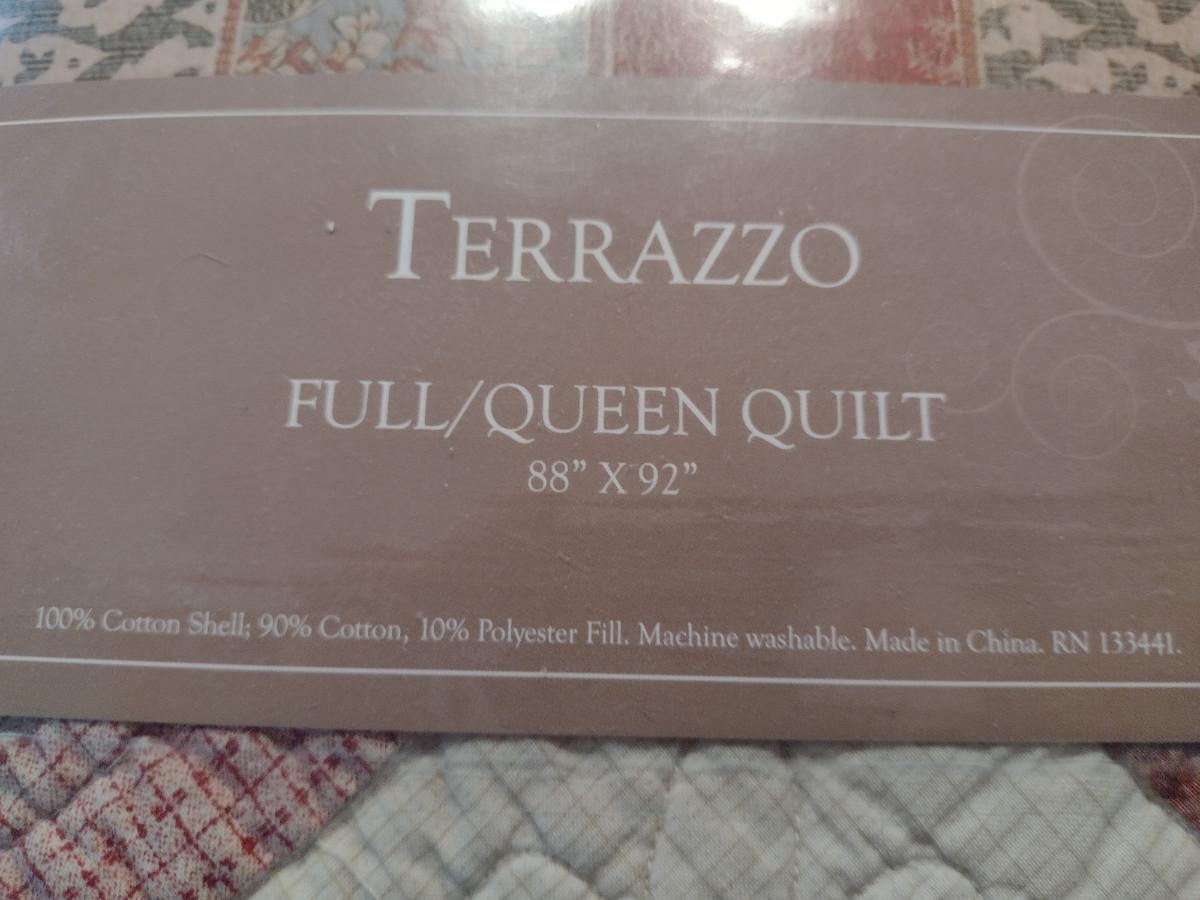 TERRAZZO
FULL/QUEEN QUILT
88” X 92”
100% Cotton Shell; 90% Cotton, 10% Polyester Fill. Machine washable. Made in China. RN 133441.